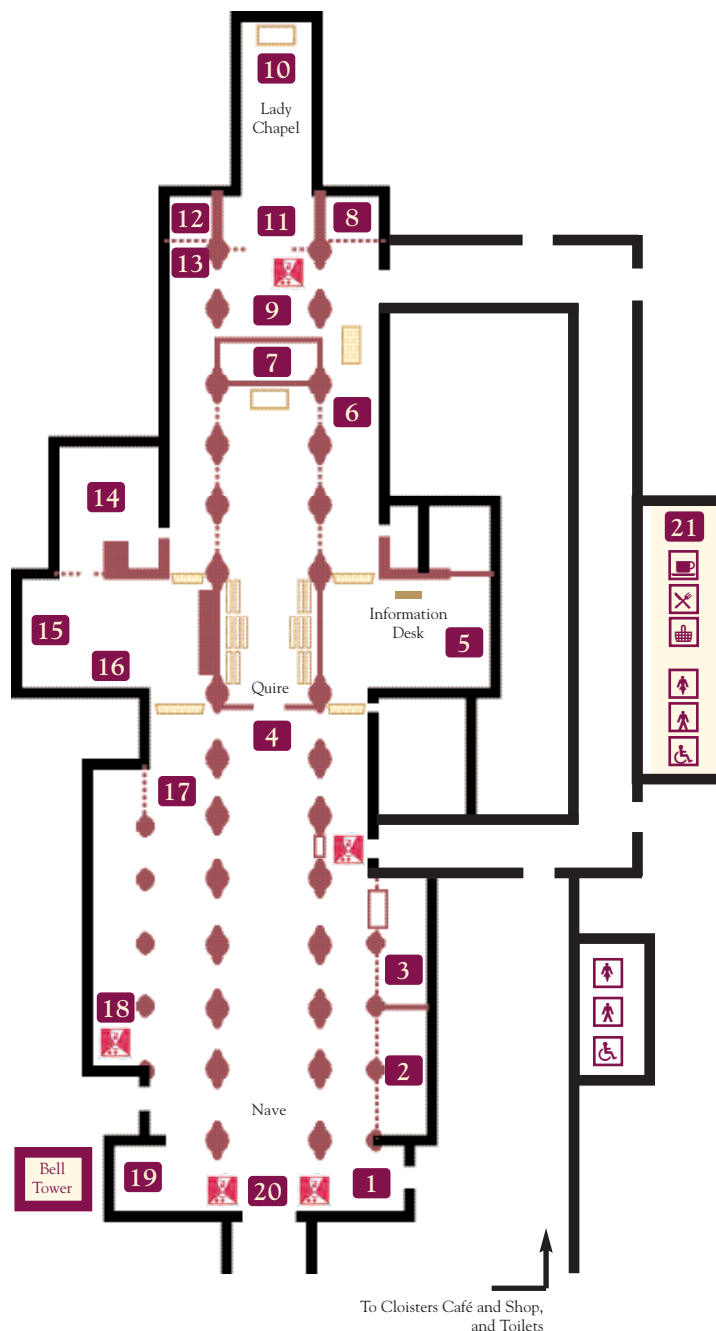 10
Lady
Chapel
12
11
8
13
9
7
6
14
21
Information
Desk
15
5
16
Quire
4
17
3
18
2
Nave
Bell
Tower
19
20
1
To Cloisters Café and Shop,
and Toilets